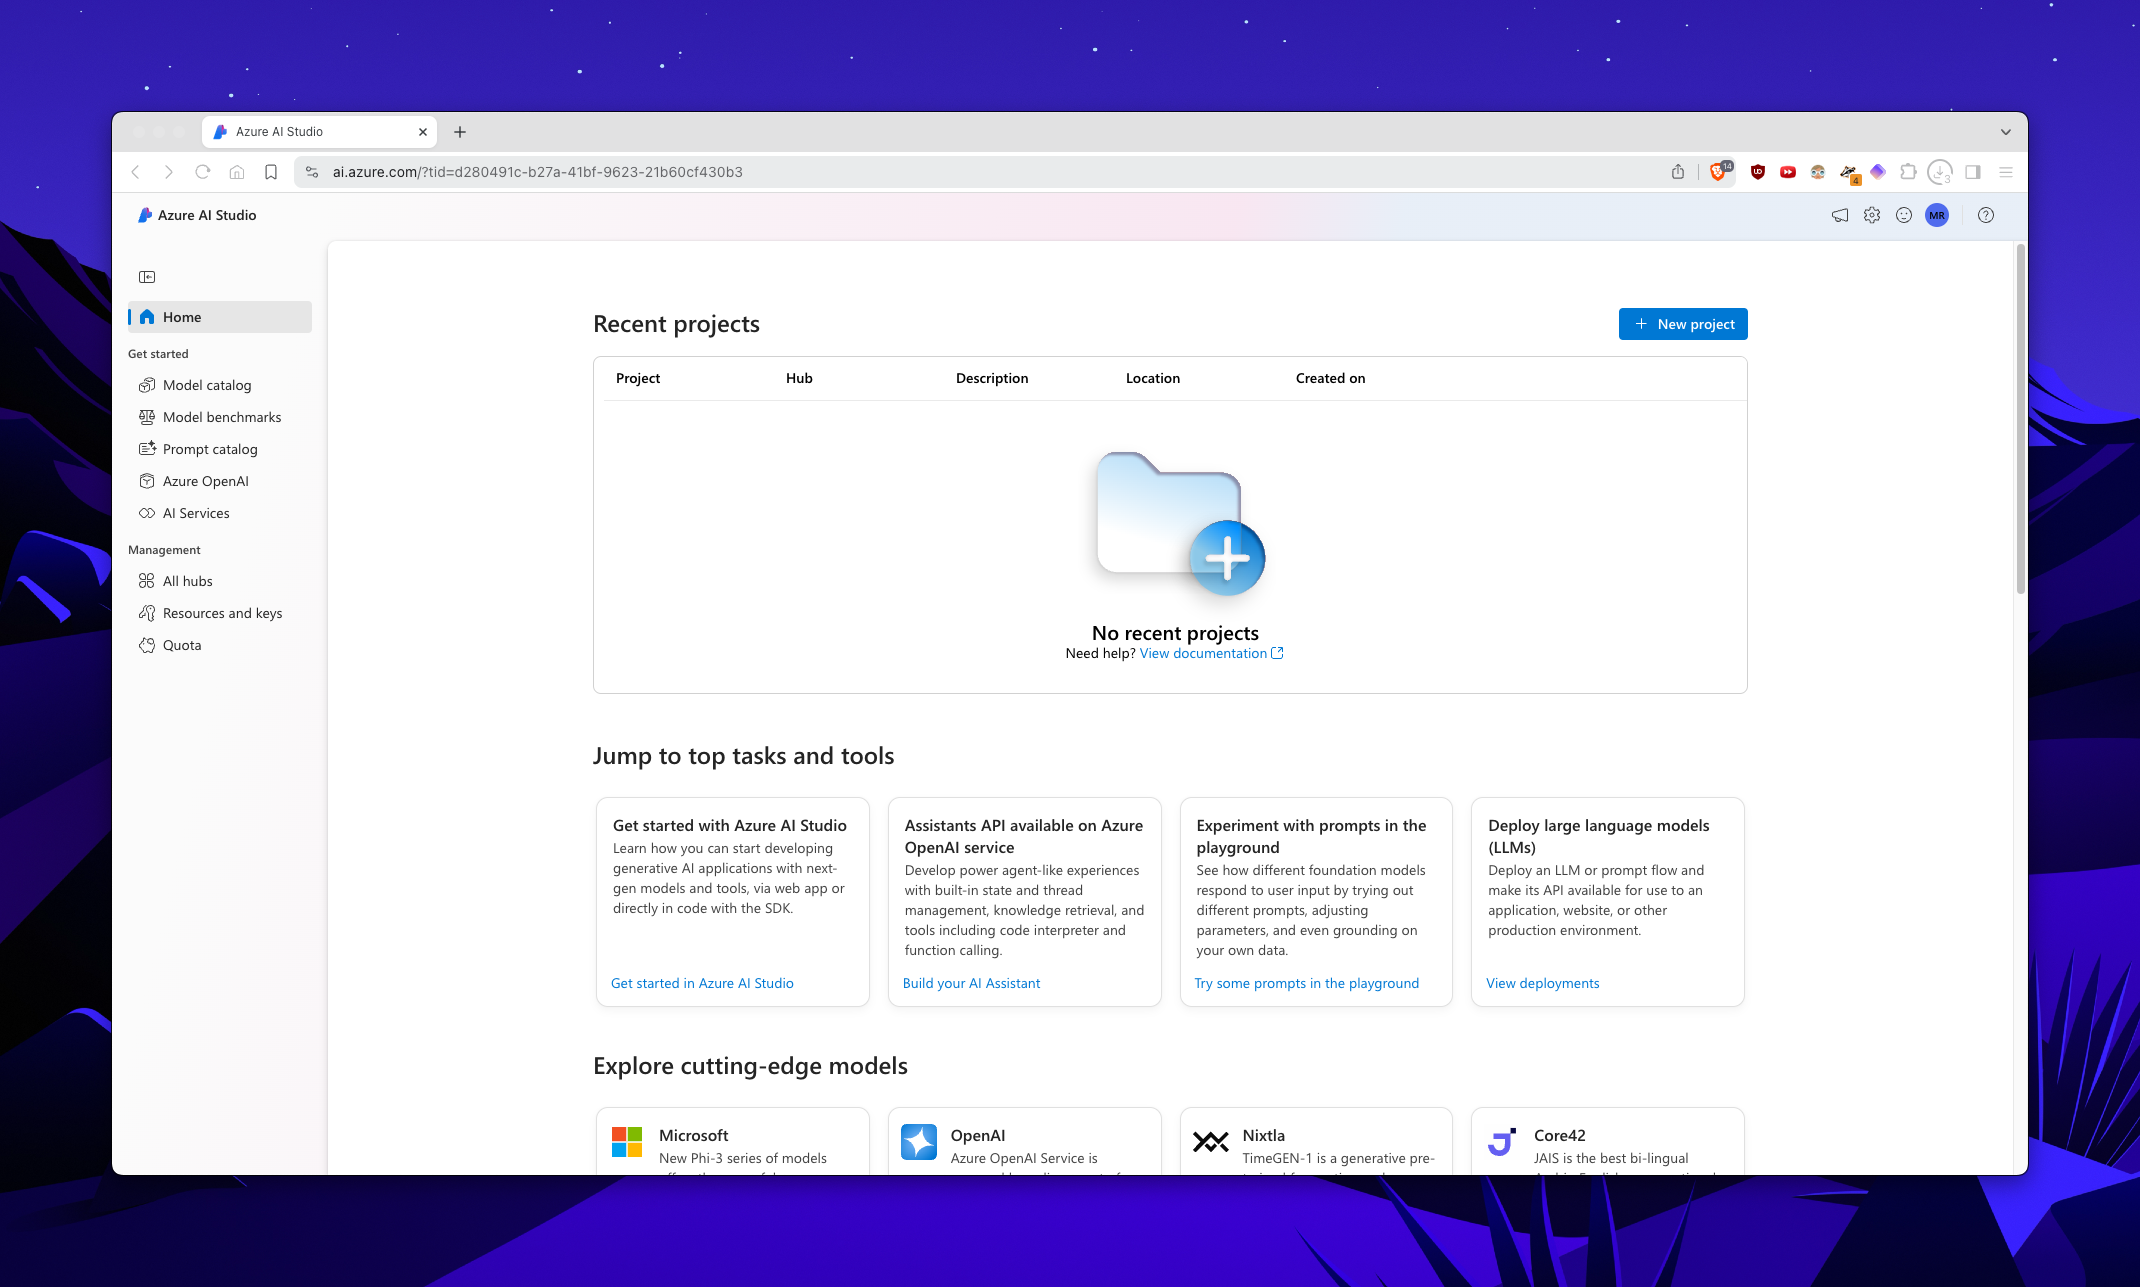 Azure AI Studio
ai.azure.com/?tid=d280491c-b27a-41bf-9623-21b60cf430b3
14
UD
4
3
Azure AI Studio
MR
Home
Get started
Model catalog
Model benchmarks
Prompt catalog
Azure OpenAI
AI Services
Management
All hubs
Resources and keys
Quota
Recent projects
New project
Project Hub Description Location Created on
No recent projects
Need help? View documentation
Jump to top tasks and tools
Get started with Azure AI Studio
Learn how you can start developing
generative AI applications with next-
gen models and tools, via web app or
directly in code with the SDK.
Get started in Azure AI Studio
Assistants API available on Azure
OpenAI service
Develop power agent-like experiences
with built-in state and thread
management, knowledge retrieval, and
tools including code interpreter and
function calling.
Build your AI Assistant
Experiment with prompts in the
playground
See how different foundation models
respond to user input by trying out
different prompts, adjusting
parameters, and even grounding on
your own data.
Try some prompts in the playground
Deploy large language models
(LLMs)
Deploy an LLM or prompt flow and
make its API available for use to an
application, website, or other
production environment.
View deployments
Explore cutting-edge models
Microsoft
New Phi-3 series of models
OpenAI
Azure OpenAI Service is
Nixtla
TimeGEN-1 is a generative pre-
Core42
JAIS is the best bi-lingual